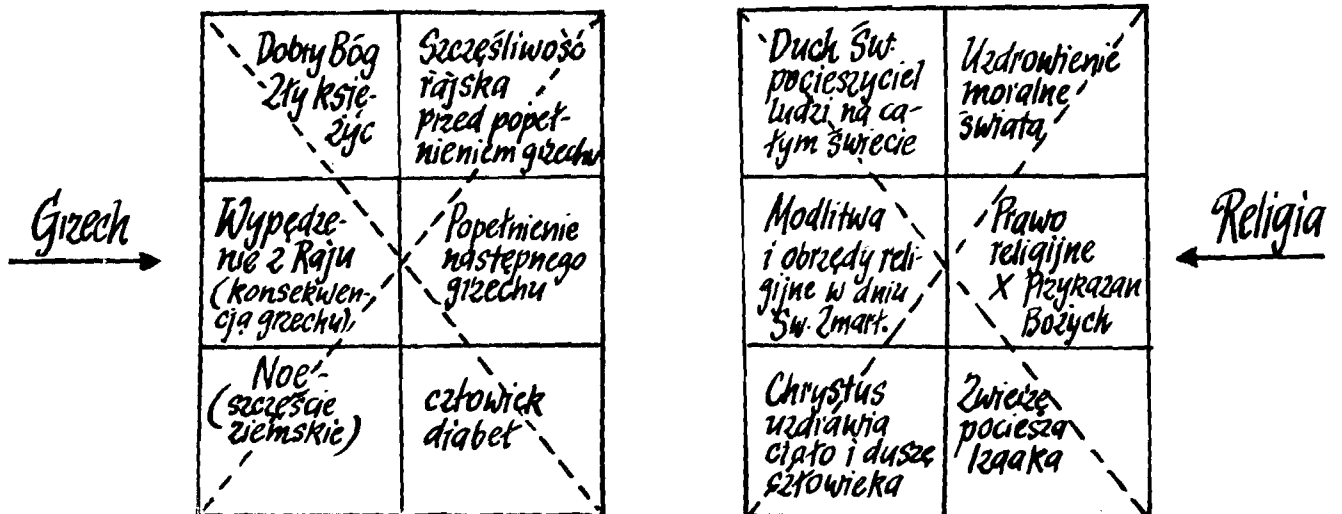 Grzech
Dobry Bóg
Zły księ-
życ
Szczęśliwość
rajska
przed popeł-
nieniem grzechu
Wypędze-
nie z Raju
(konsekwen-
cją grzechu)
Popełnienie
następnego
grzechu
Noe -
(szczęście
ziemskie)
człowiek
diabeł
Duch Św.
pocieszyciel
ludzi na ca-
łym świecie
Uzdrowienie
moralne
świata
Modlitwa
i obrzędy reli-
gijne w dniu
Św. Zmart.
Prawo
religijne
X Przykazań
Bożych
Chrystus
uzdrawia
ciało i duszę
człowieka
Zwierzę
pociesza
Izaaka
Religia